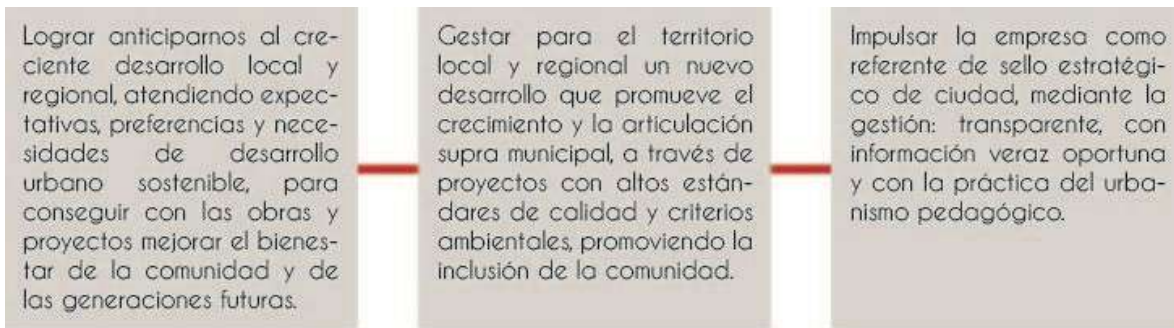 Lograr anticiparnos al cre-
ciente desarrollo local y
regional, atendiendo expec-
tativas, preferencias y nece-
sidades de desarrollo
urbano sostenible, para
conseguir con las obras y
proyectos mejorar el bienes-
tar de la comunidad y de
las generaciones futuras.
Gestar para el territorio
local y regional un nuevo
desarrollo que promueve el
crecimiento y la articulación
supra municipal, a través de
proyectos con altos están-
dares de calidad y criterios
ambientales, promoviendo la
inclusión de la comunidad.
Impulsar la empresa como
referente de sello estratégi-
co de ciudad, mediante la
gestión: transparente, con
información veraz oportuna
y con la práctica del urba-
nismo pedagógico.